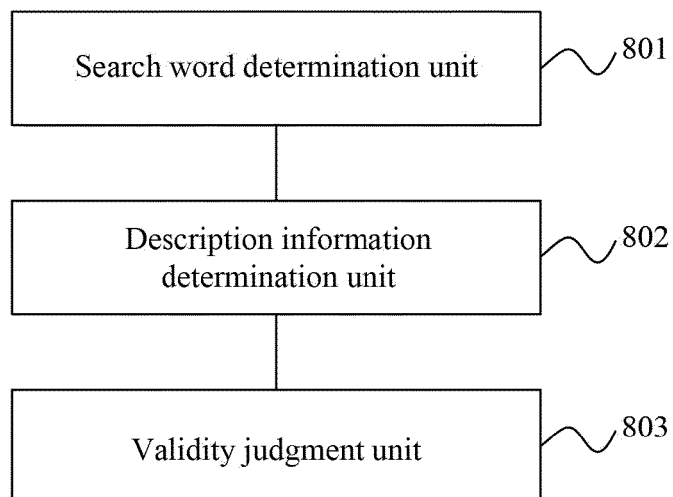 Search word determination unit
801
Description information
determination unit
802
Validity judgment unit
803